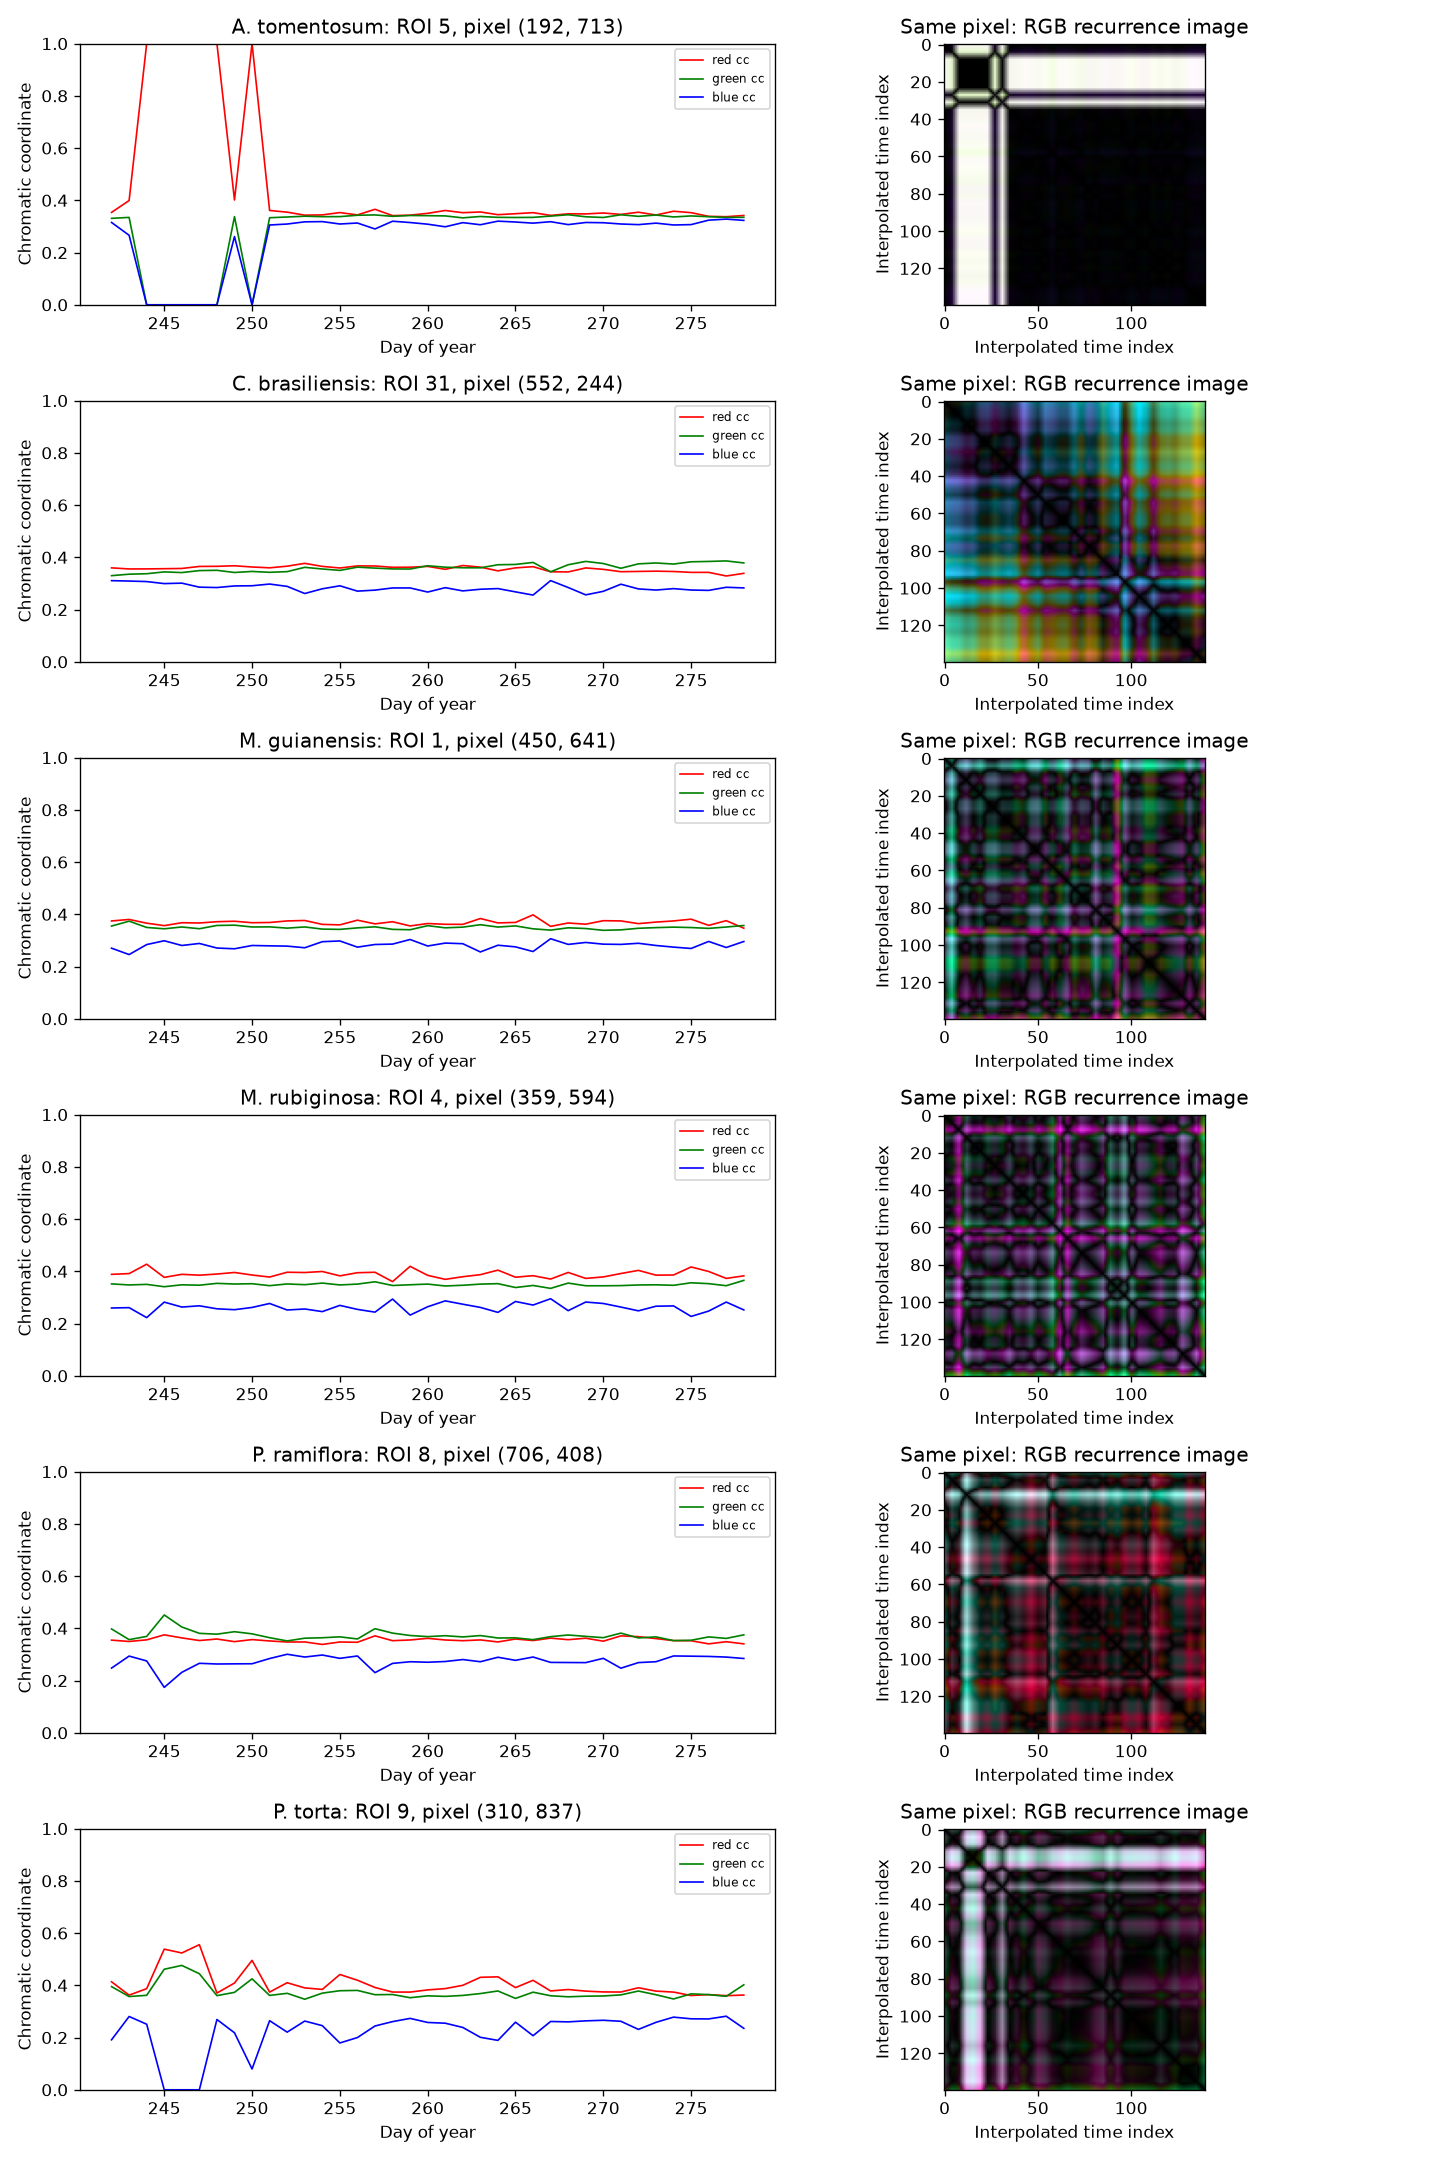 A. tomentosum: ROI 5, pixel (192, 713)
Same pixel: RGB recurrence image
1.0
0.8
0.6
0.4
0.2
0.0
Chromatic coordinate
red cc
green cc
blue cc
245 250 255 260 265 270 275
Day of year
0
20
40
60
80
100
120
Interpolated time index
0 50 100
Interpolated time index
C. brasiliensis: ROI 31, pixel (552, 244)
Same pixel: RGB recurrence image
1.0
0.8
0.6
0.4
0.2
0.0
Chromatic coordinate
red cc
green cc
blue cc
245 250 255 260 265 270 275
Day of year
0
20
40
60
80
100
120
Interpolated time index
0 50 100
Interpolated time index
M. guianensis: ROI 1, pixel (450, 641)
Same pixel: RGB recurrence image
1.0
0.8
0.6
0.4
0.2
0.0
Chromatic coordinate
red cc
green cc
blue cc
245 250 255 260 265 270 275
Day of year
0
20
40
60
80
100
120
Interpolated time index
0 50 100
Interpolated time index
M. rubiginosa: ROI 4, pixel (359, 594)
Same pixel: RGB recurrence image
1.0
0.8
0.6
0.4
0.2
0.0
Chromatic coordinate
red cc
green cc
blue cc
245 250 255 260 265 270 275
Day of year
0
20
40
60
80
100
120
Interpolated time index
0 50 100
Interpolated time index
P. ramiflora: ROI 8, pixel (706, 408)
Same pixel: RGB recurrence image
1.0
0.8
0.6
0.4
0.2
0.0
Chromatic coordinate
red cc
green cc
blue cc
245 250 255 260 265 270 275
Day of year
0
20
40
60
80
100
120
Interpolated time index
0 50 100
Interpolated time index
P. torta: ROI 9, pixel (310, 837)
Same pixel: RGB recurrence image
1.0
0.8
0.6
0.4
0.2
0.0
Chromatic coordinate
red cc
green cc
blue cc
245 250 255 260 265 270 275
Day of year
0
20
40
60
80
100
120
Interpolated time index
0 50 100
Interpolated time index